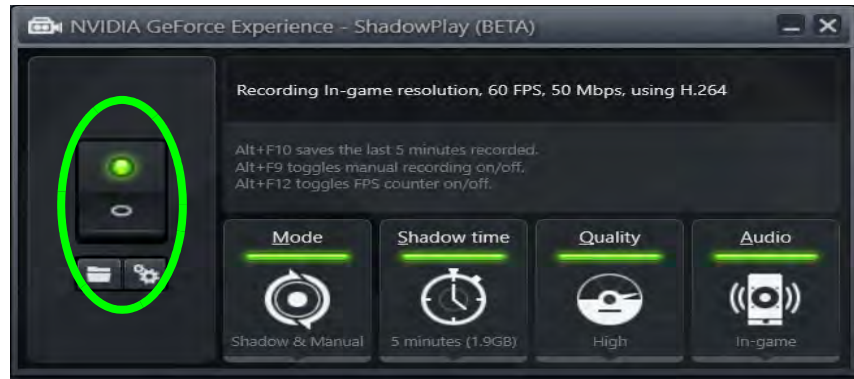 NVIDIA GeForce Experience – ShadowPlay (BETA)
Recording In-game resolution, 60 FPS, 50 Mbps, using H.264
Alt+F10 saves the last 5 minutes recorded.
Alt+F9 toggles manual recording on/off.
Alt+F12 toggles FPS counter on/off.
Mode
Shadow time
Quality
Audio
Shadow & Manual
5 minutes (1.9GB)
High
In-game